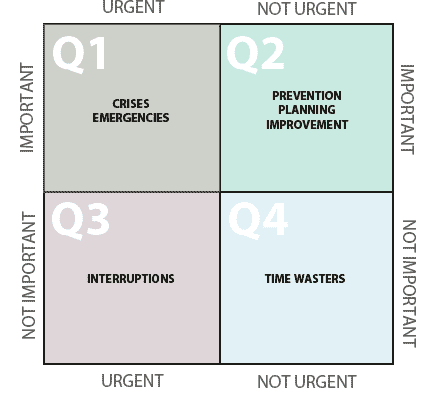 URGENT
NOT URGENT
IMPORTANT
Q1
CRISES
EMERGENCIES
Q2
PREVENTION
PLANNING
IMPROVEMENT
IMPORTANT
NOT IMPORTANT
Q3
INTERRUPTIONS
Q4
TIME WASTERS
NOT IMPORTANT
URGENT
NOT URGENT